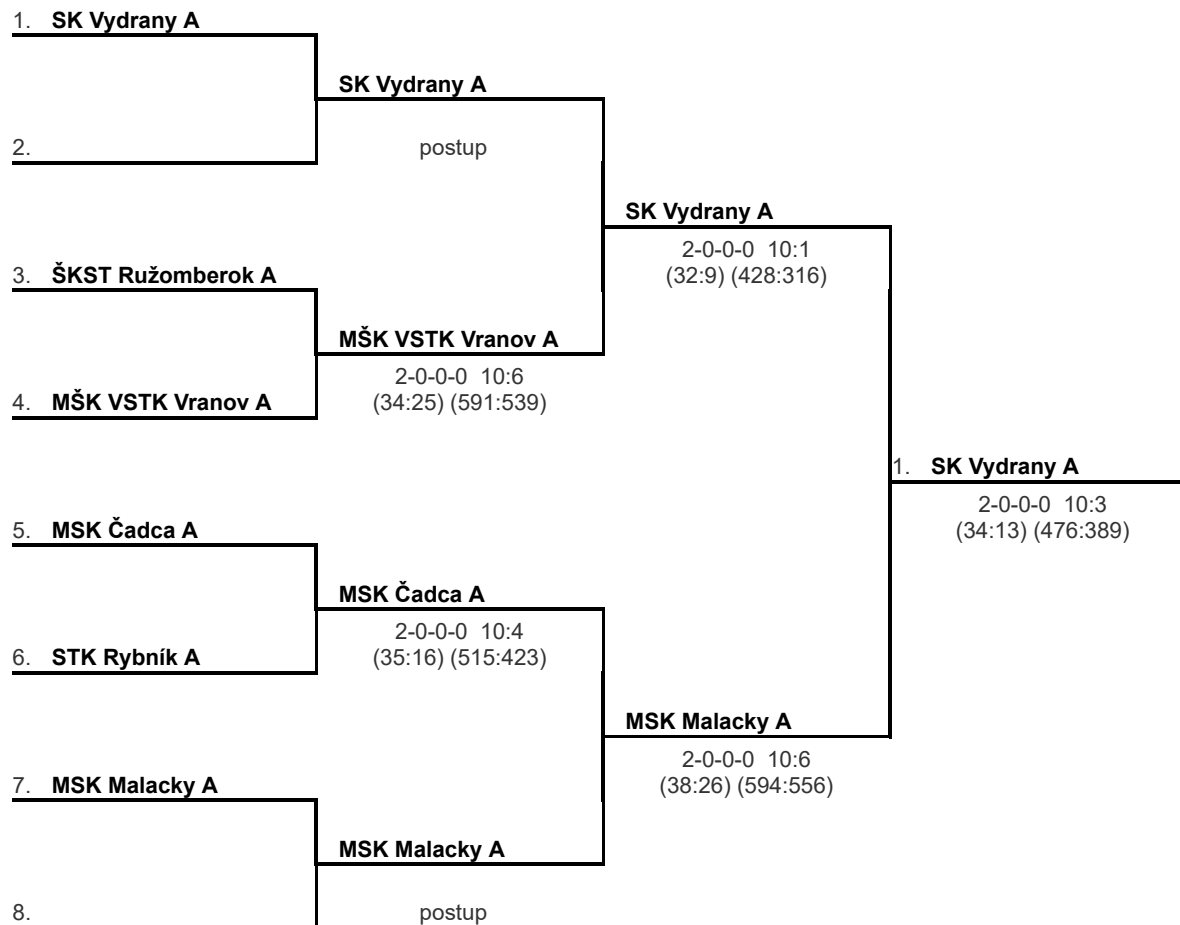 1. SK Vydrany A
SK Vydrany A
2.
postup
SK Vydrany A
2-0-0-0 10:1
(32:9) (428:316)
3. ŠKST Ružomberok A
MŠK VSTK Vranov A
2-0-0-0 10:6
(34:25) (591:539)
4. MŠK VSTK Vranov A
1. SK Vydrany A
2-0-0-0 10:3
(34:13) (476:389)
5. MSK Čadca A
MSK Čadca A
2-0-0-0 10:4
(35:16) (515:423)
6. STK Rybník A
MSK Malacky A
2-0-0-0 10:6
(38:26) (594:556)
7. MSK Malacky A
MSK Malacky A
8.
postup